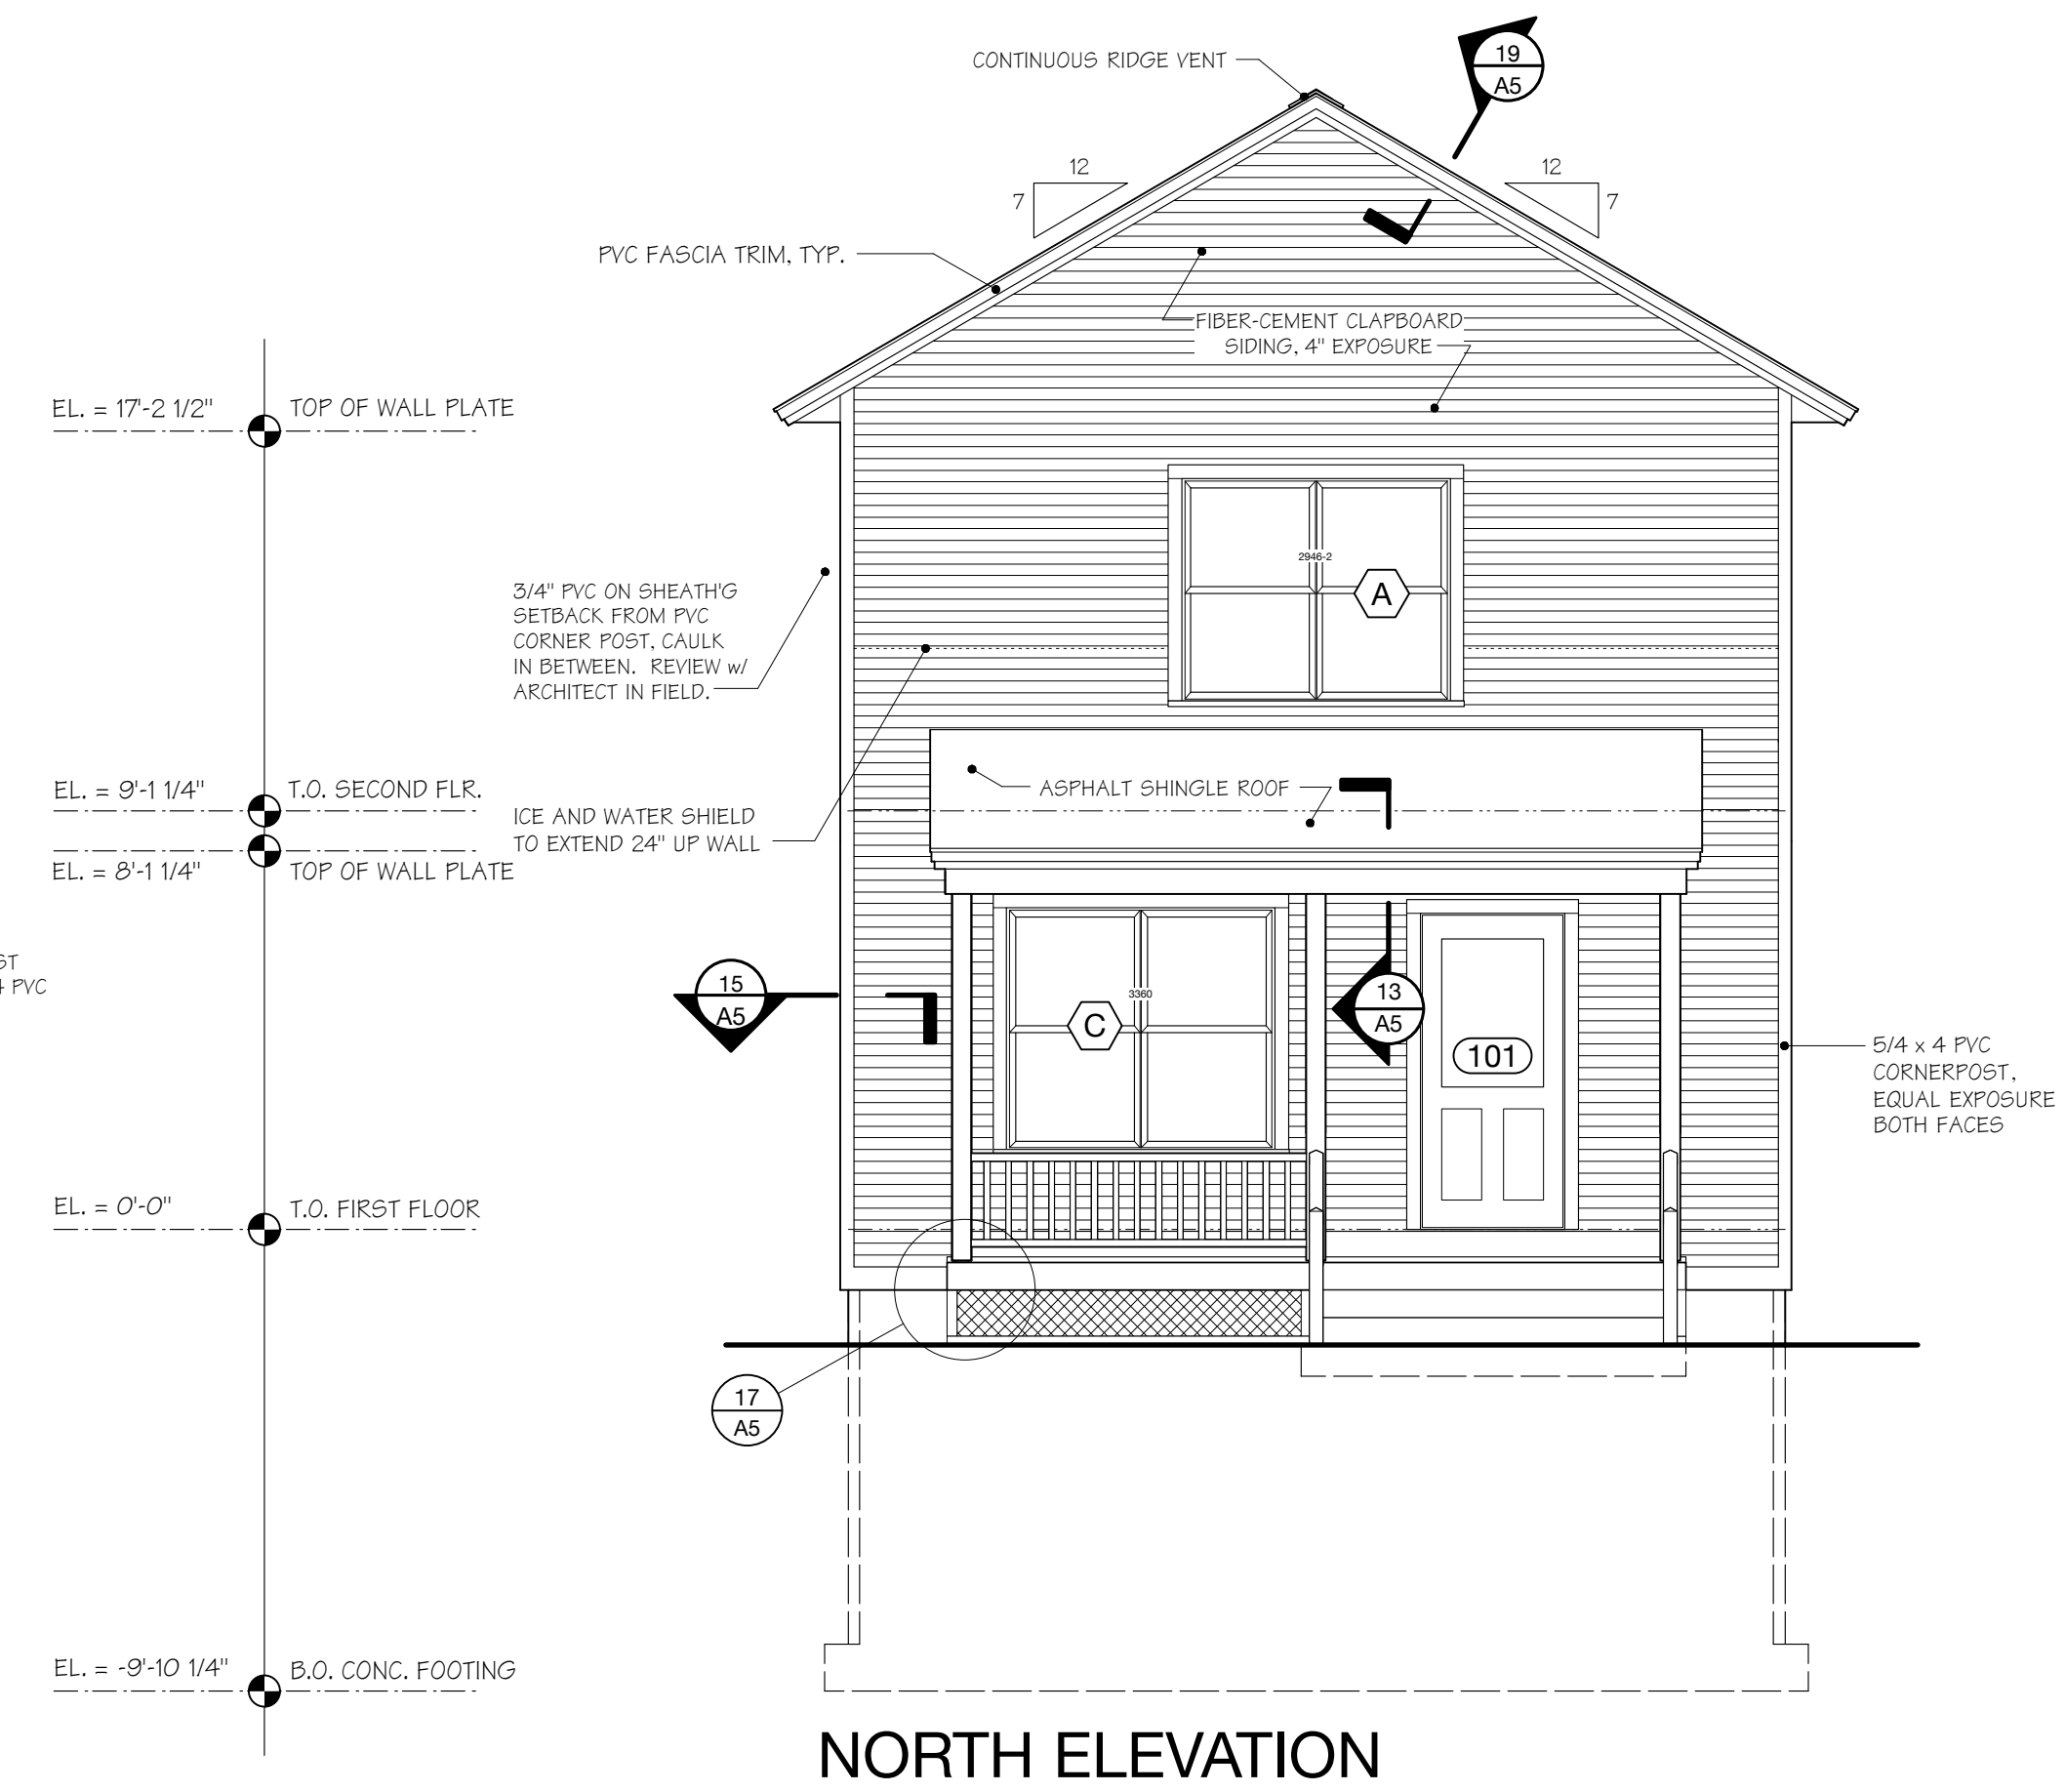 CONTINUOUS RIDGE VENT
19
A5
12
7
12
7
PVC FASCIA TRIM, TYP.
FIBER-CEMENT CLAPBOARD
SIDING, 4" EXPOSURE
EL. = 17'-2 1/2"
TOP OF WALL PLATE
2946-2
A
3/4" PVC ON SHEATH'G
SETBACK FROM PVC
CORNER POST, CAULK
IN BETWEEN. REVIEW w/
ARCHITECT IN FIELD.
EL. = 9'-1 1/4"
T.O. SECOND FLR.
ASPHALT SHINGLE ROOF
ICE AND WATER SHIELD
TO EXTEND 24" UP WALL
EL. = 8'-1 1/4"
TOP OF WALL PLATE
ST
4 PVC
15
A5
3360
C
13
A5
101
5/4 x 4 PVC
CORNERPOST,
EQUAL EXPOSURE
BOTH FACES
EL. = 0'-0"
T.O. FIRST FLOOR
17
A5
EL. = -9'-10 1/4"
B.O. CONC. FOOTING
NORTH ELEVATION